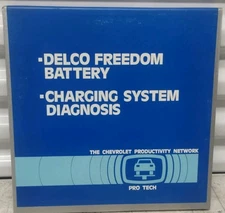 ▪DELCO FREEDOM
BATTERY
▪CHARGING SYSTEM
DIAGNOSIS
THE CHEVROLET PRODUCTIVITY NETWORK
PRO TECH